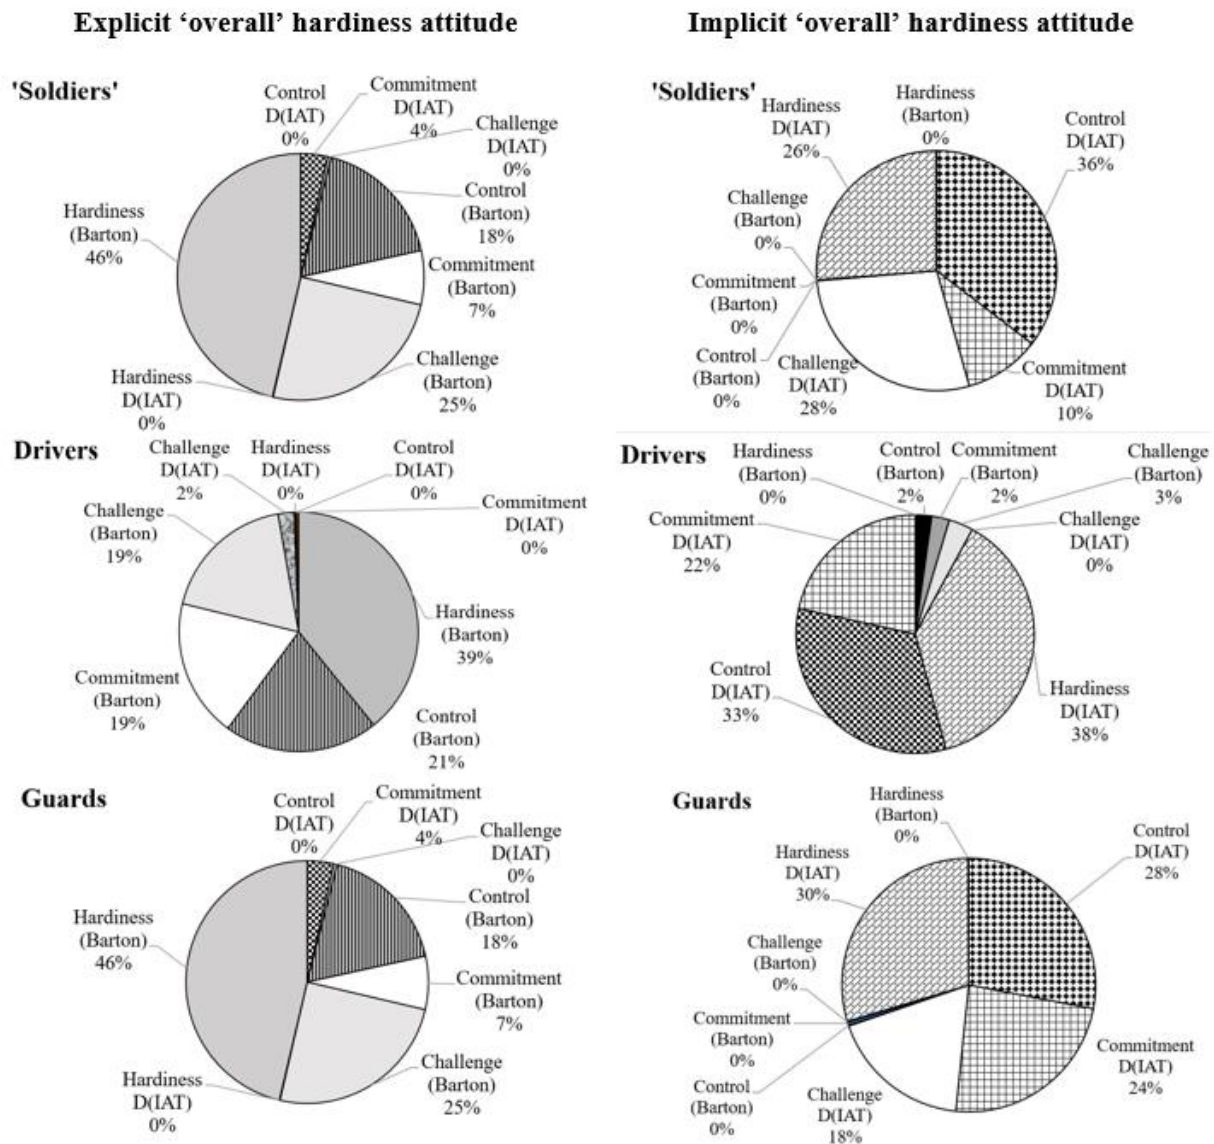 Explicit ‘overall’ hardiness attitude
Implicit ‘overall’ hardiness attitude
'Soldiers'
Control
D(IAT)
0%
Commitment
D(IAT)
4%
Challenge
D(IAT)
0%
Control
(Barton)
18%
Commitment
(Barton)
7%
Challenge
(Barton)
25%
Hardiness
D(IAT)
0%
Hardiness
(Barton)
46%
'Soldiers'
Hardiness
(Barton)
0%
Control
D(IAT)
36%
Commitment
D(IAT)
10%
Challenge
D(IAT)
28%
Control
(Barton)
0%
Commitment
(Barton)
0%
Challenge
(Barton)
0%
Hardiness
D(IAT)
26%
Drivers
Challenge
D(IAT)
2%
Hardiness
D(IAT)
0%
Control
D(IAT)
0%
Commitment
D(IAT)
0%
Hardiness
(Barton)
39%
Control
(Barton)
21%
Commitment
(Barton)
19%
Challenge
(Barton)
19%
Drivers
Hardiness
(Barton)
0%
Control
(Barton)
2%
Commitment
(Barton)
2%
Challenge
(Barton)
3%
Challenge
D(IAT)
0%
Hardiness
D(IAT)
38%
Control
D(IAT)
33%
Commitment
D(IAT)
22%
Guards
Control
D(IAT)
0%
Commitment
D(IAT)
4%
Challenge
D(IAT)
0%
Control
(Barton)
18%
Commitment
(Barton)
7%
Challenge
(Barton)
25%
Hardiness
D(IAT)
0%
Hardiness
(Barton)
46%
Guards
Hardiness
(Barton)
0%
Control
D(IAT)
28%
Commitment
D(IAT)
24%
Challenge
D(IAT)
18%
Control
(Barton)
0%
Commitment
(Barton)
0%
Challenge
(Barton)
0%
Hardiness
D(IAT)
30%